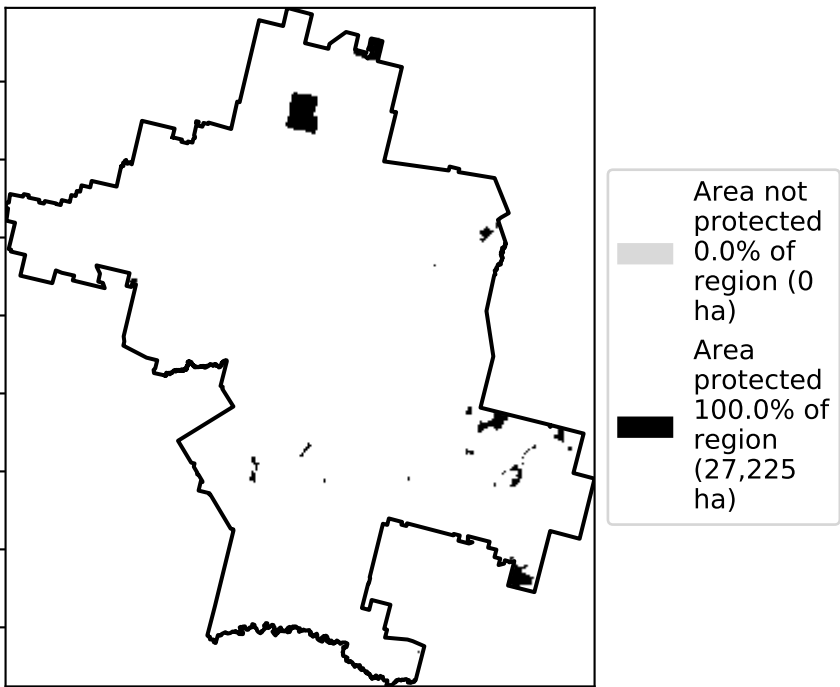 Area not
protected
0.0% of
region (0
ha)
Area
protected
100.0% of
region
(27,225
ha)